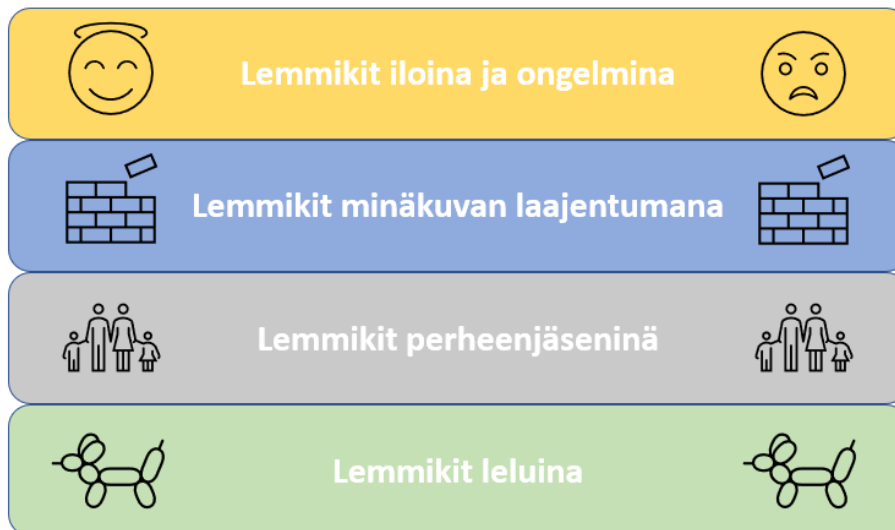 Lemmikit iloina ja ongelmina
Lemmikit minäkuvan laajentumana
Lemmikit perheenjäseninä
Lemmikit leluina